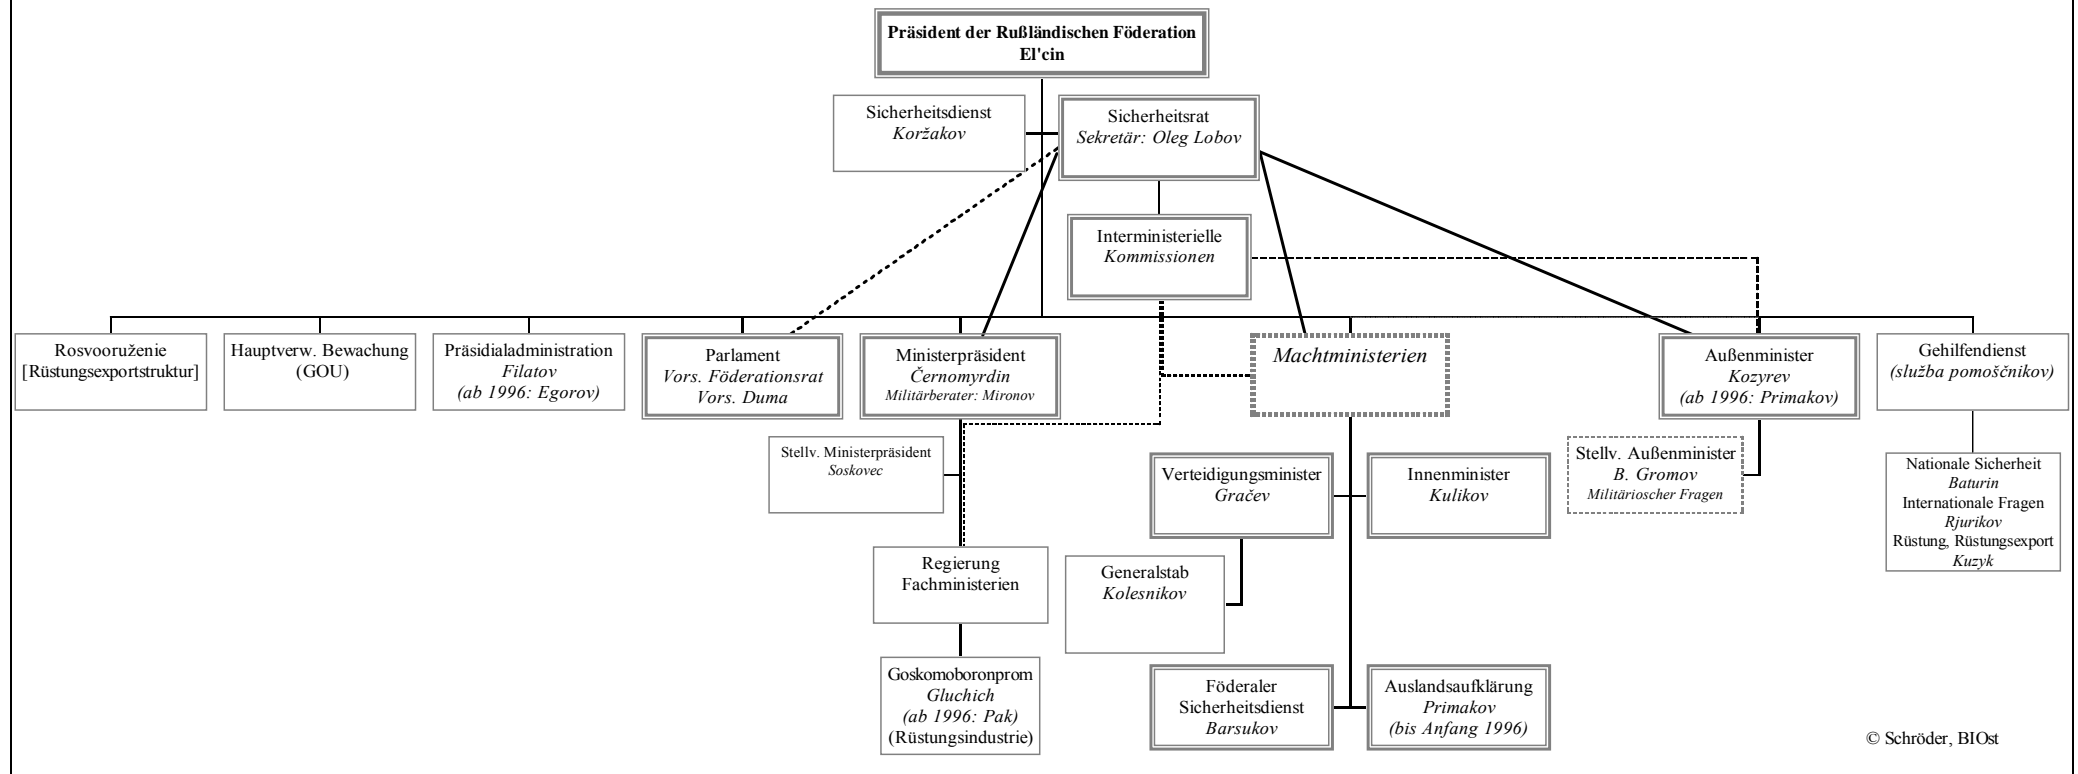 Präsident der Rußländischen Föderation
El'cin
Sicherheitsdienst
Koržakov
Sicherheitsrat
Sekretär: Oleg Lobov
Interministerielle
Kommissionen
Rosvooruženie
[Rüstungsexportstruktur]
Hauptverw. Bewachung
(GOU)
Präsidialadministration
Filatov
(ab 1996: Egorov)
Parlament
Vors. Föderationsrat
Vors. Duma
Ministerpräsident
Černomyrdin
Militärberater: Mironov
Machtministerien
Außenminister
Kozyrev
(ab 1996: Primakov)
Gehilfendienst
(služba pomoščnikov)
Stellv. Ministerpräsident
Soskovec
Verteidigungsminister
Gračev
Innenminister
Kulikov
Stellv. Außenminister
B. Gromov
Militärioscher Fragen
Nationale Sicherheit
Baturin
Internationale Fragen
Rjurikov
Rüstung, Rüstungsexport
Kuzyk
Regierung
Fachministerien
Generalstab
Kolesnikov
Goskomoboronprom
Gluchich
(ab 1996: Pak)
(Rüstungsindustrie)
Föderaler
Sicherheitsdienst
Barsukov
Auslandsaufklärung
Primakov
(bis Anfang 1996)
© Schröder, BIOst